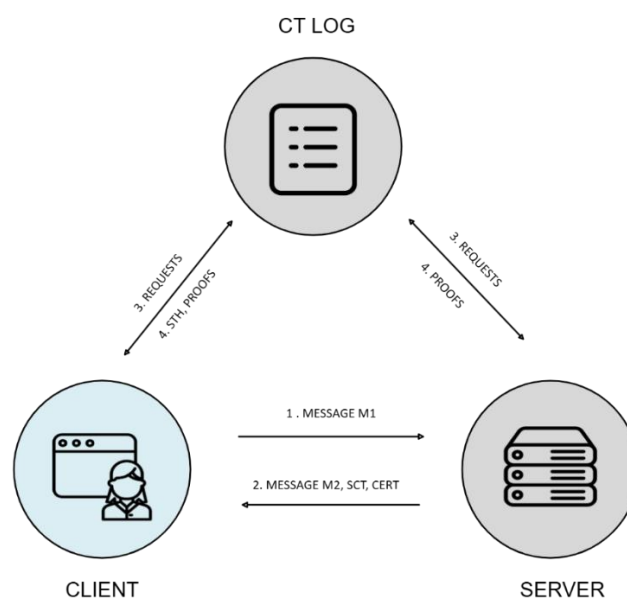 CT LOG
3. REQUESTS
4. STH, PROOFS
3. REQUESTS
4. PROOFS
1 . MESSAGE M1
2. MESSAGE M2, SCT, CERT
CLIENT
SERVER